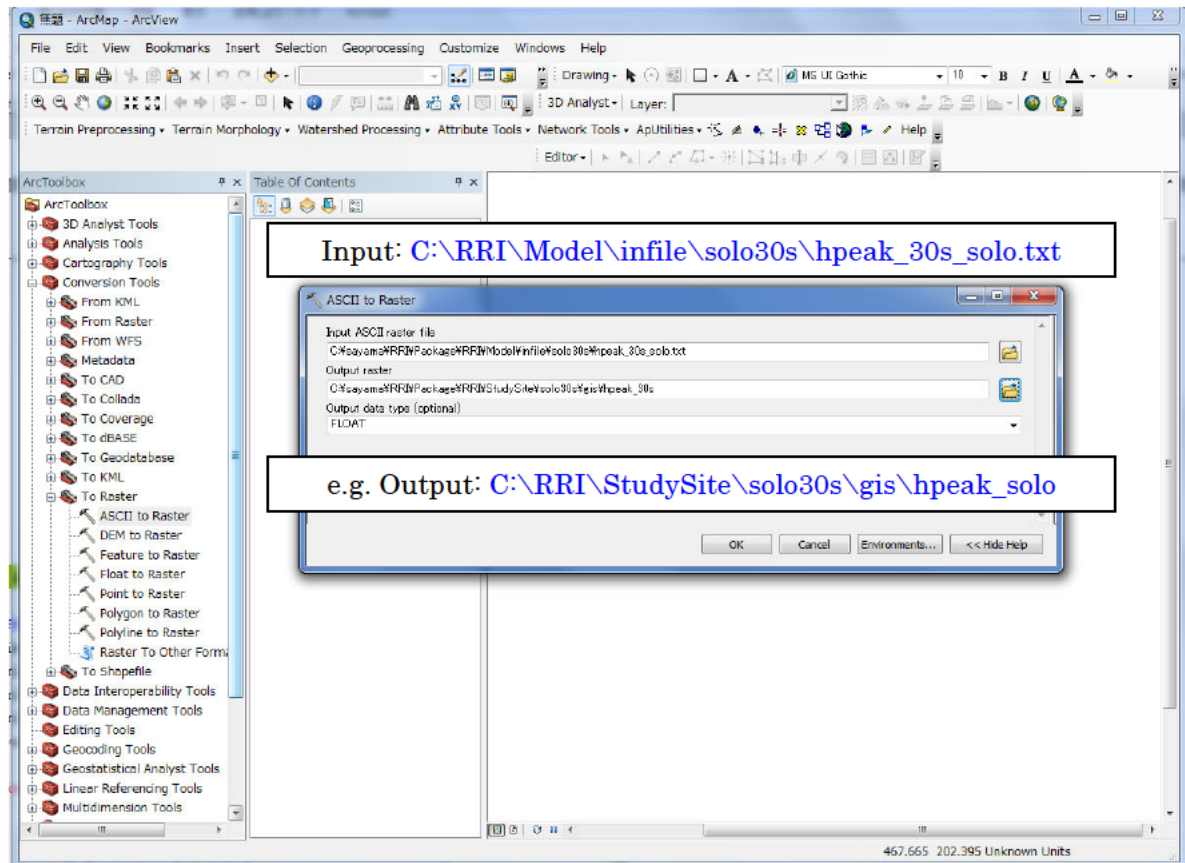 無題 - ArcMap - ArcView
File Edit View Bookmarks Insert Selection Geoprocessing Customize Windows Help
Drawing MS UI Gothic 10 B I U A
3D Analyst Layer:
Terrain Preprocessing Terrain Morphology Watershed Processing Attribute Tools Network Tools ApUtilities Help
Editor
ArcToolbox
ArcToolbox
3D Analyst Tools
Analysis Tools
Cartography Tools
Conversion Tools
From KML
From Raster
From WFS
Metadata
To CAD
To Collada
To Coverage
To dBASE
To Geodatabase
To KML
To Raster
ASCII to Raster
DEM to Raster
Feature to Raster
Float to Raster
Point to Raster
Polygon to Raster
Polyline to Raster
Raster To Other Forma
To Shapefile
Data Interoperability Tools
Data Management Tools
Editing Tools
Geocoding Tools
Geostatistical Analyst Tools
Linear Referencing Tools
Multidimension Tools
Table Of Contents
Input: C:\RRI\Model\infile\solo30s\hpeak_30s_solo.txt
ASCII to Raster
Input ASCII raster file
C:¥sayama¥RRI¥Package¥RRI¥Model¥infile¥solo30s¥hpeak_30s_solo.txt
Output raster
C:¥sayama¥RRI¥Package¥RRI¥StudySite¥solo30s¥gis¥hpeak_30s
Output data type (optional)
FLOAT
e.g. Output: C:\RRI\StudySite\solo30s\gis\hpeak_solo
OK Cancel Environments... << Hide Help
467.665 202.395 Unknown Units